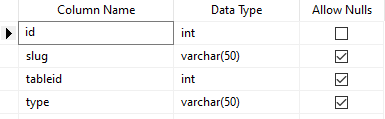 Column Name Data Type Allow Nulls
id int
slug varchar(50)
tableid int
type varchar(50)